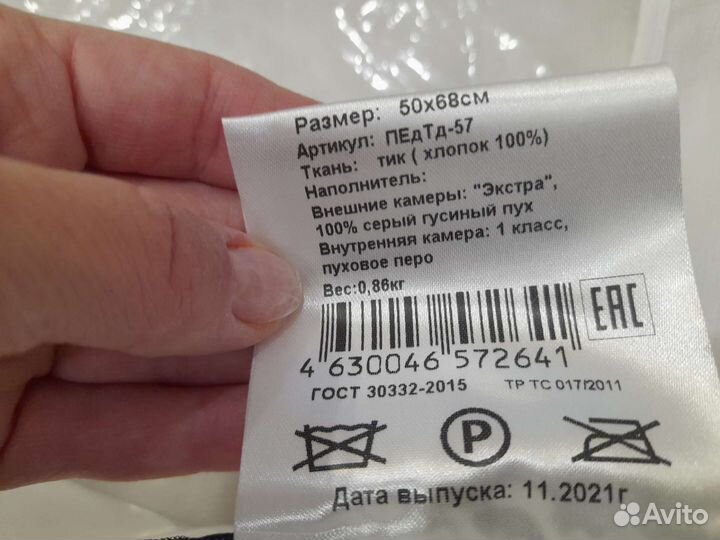 Размер: 50х68см
Артикул: ПЕдТд-57
Ткань: тик ( хлопок 100%)
Наполнитель:
Внешние камеры: "Экстра",
100% серый гусиный пух
Внутренняя камера: 1 класс,
пуховое перо
Вес:0,86кг
EAC
4 630046 572641
ГОСТ 30332-2015 ТР ТС 017/2011
P
Дата выпуска: 11.2021г
Avito